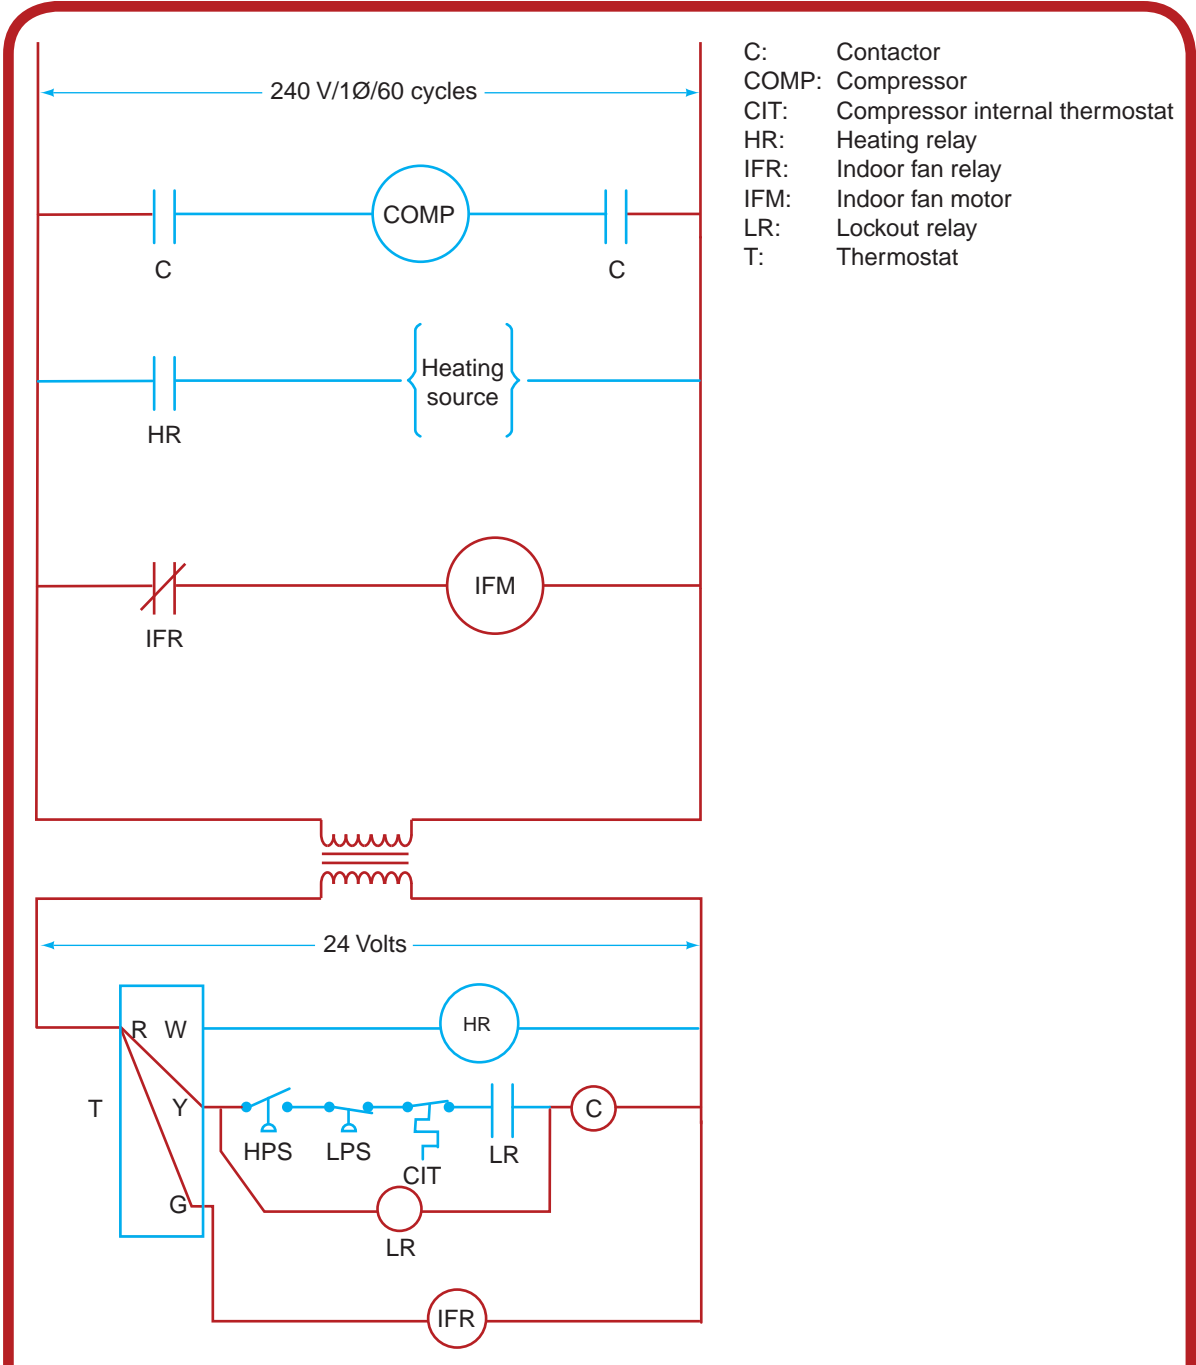 240 V/1Ø/60 cycles
C: Contactor
COMP: Compressor
CIT: Compressor internal thermostat
HR: Heating relay
IFR: Indoor fan relay
IFM: Indoor fan motor
LR: Lockout relay
T: Thermostat
COMP
C
C
Heating
source
HR
IFM
IFR
24 Volts
R W
HR
T
Y
C
HPS
LPS
LR
CIT
G
LR
IFR